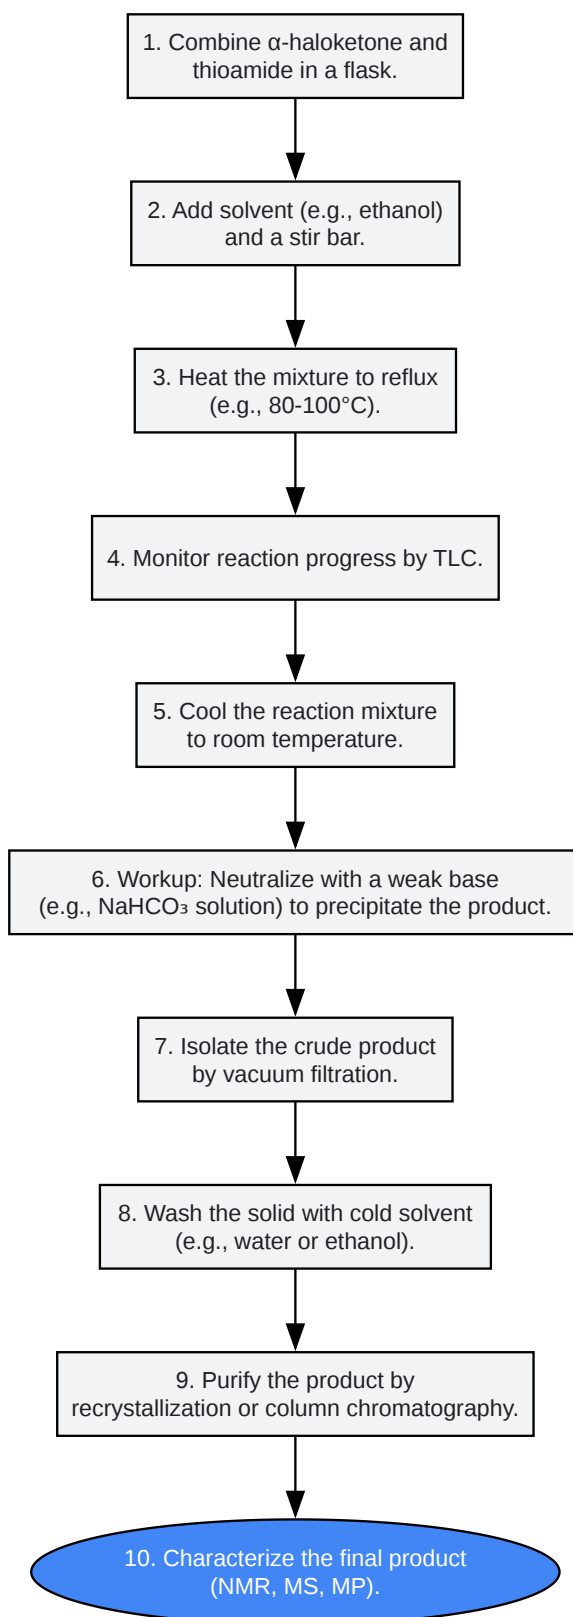 1. Combine α-haloketone and
thioamide in a flask.
2. Add solvent (e.g., ethanol)
and a stir bar.
3. Heat the mixture to reflux
(e.g., 80-100°C).
4. Monitor reaction progress by TLC.
5. Cool the reaction mixture
to room temperature.
6. Workup: Neutralize with a weak base
(e.g., NaHCO₃ solution) to precipitate the product.
7. Isolate the crude product
by vacuum filtration.
8. Wash the solid with cold solvent
(e.g., water or ethanol).
9. Purify the product by
recrystallization or column chromatography.
10. Characterize the final product
(NMR, MS, MP).